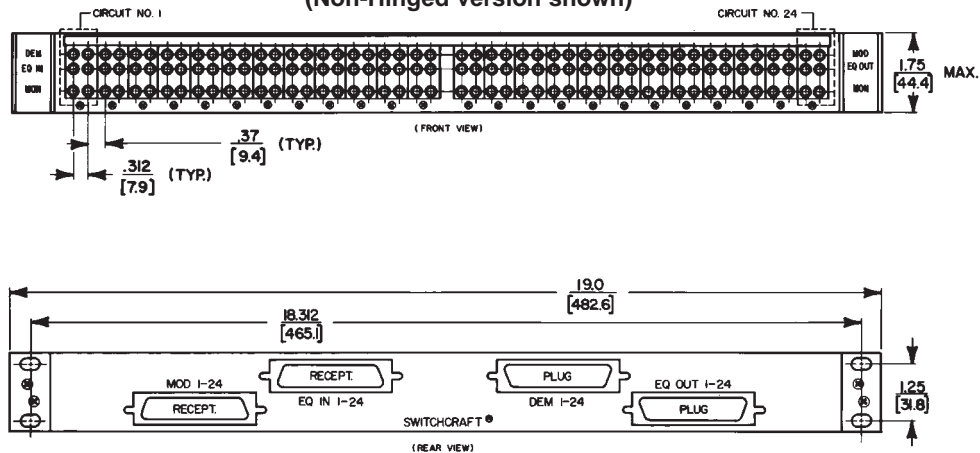 (Non-Hinged version shown)
CIRCUIT NO. 1
CIRCUIT NO. 24
DEM
EQ IN
MON
MOD
EQ OUT
MON
1.75
[44.4]
MAX.
(FRONT VIEW)
.37
[9.4]
(TYP.)
.312
[7.9]
(TYP.)
19.0
[482.6]
18.312
[465.1]
MOD 1-24
RECEPT.
RECEPT.
EQ IN 1-24
PLUG
DEM 1-24
EQ OUT 1-24
PLUG
SWITCHCRAFT®
1.25
[31.8]
(REAR VIEW)